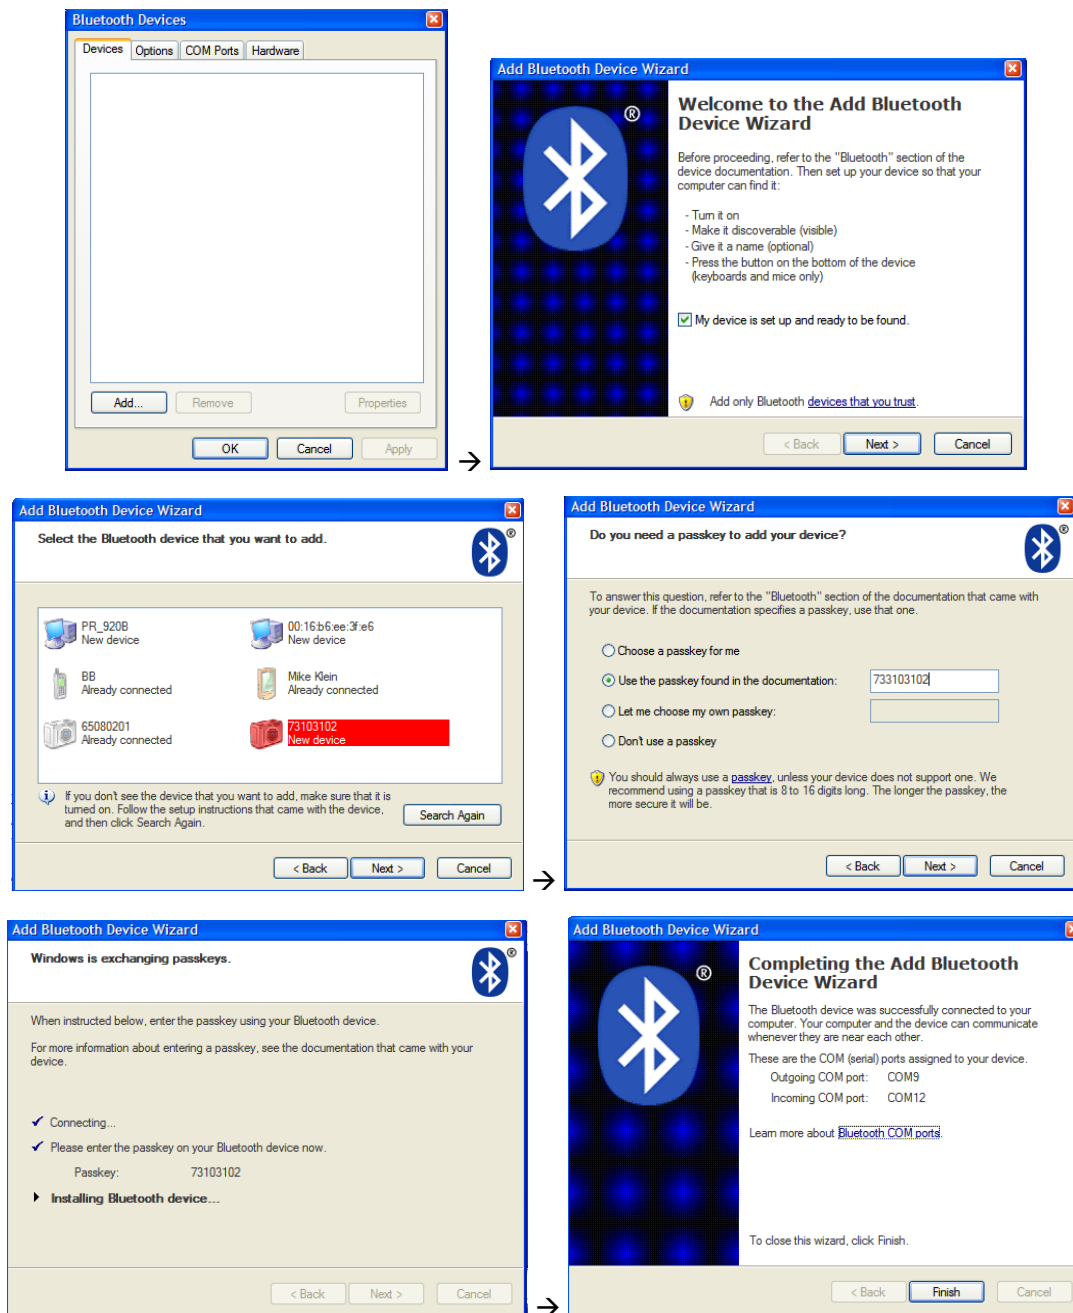 Bluetooth Devices
Devices Options COM Ports Hardware
Add... Remove Properties
OK Cancel Apply
→
Add Bluetooth Device Wizard
®
Welcome to the Add Bluetooth
Device Wizard
Before proceeding, refer to the "Bluetooth" section of the
device documentation. Then set up your device so that your
computer can find it:
- Turn it on
- Make it discoverable (visible)
- Give it a name (optional)
- Press the button on the bottom of the device
(keyboards and mice only)
My device is set up and ready to be found.
Add only Bluetooth devices that you trust.
< Back Next > Cancel
Add Bluetooth Device Wizard
Select the Bluetooth device that you want to add.
®
PR_920B
New device
00:16:b6:ee:3f:e6
New device
BB
Already connected
Mike Klein
Already connected
65080201
Already connected
73103102
New device
If you don't see the device that you want to add, make sure that it is
turned on. Follow the setup instructions that came with the device,
and then click Search Again.
Search Again
< Back Next > Cancel
→
Add Bluetooth Device Wizard
Do you need a passkey to add your device?
®
To answer this question, refer to the "Bluetooth" section of the documentation that came with
your device. If the documentation specifies a passkey, use that one.
Choose a passkey for me
Use the passkey found in the documentation: 733103102
Let me choose my own passkey:
Don't use a passkey
You should always use a passkey, unless your device does not support one. We
recommend using a passkey that is 8 to 16 digits long. The longer the passkey, the
more secure it will be.
< Back Next > Cancel
Add Bluetooth Device Wizard
Windows is exchanging passkeys.
®
When instructed below, enter the passkey using your Bluetooth device.
For more information about entering a passkey, see the documentation that came with your
device.
Connecting...
Please enter the passkey on your Bluetooth device now.
Passkey: 73103102
Installing Bluetooth device...
< Back Next > Cancel
→
Add Bluetooth Device Wizard
®
Completing the Add Bluetooth
Device Wizard
The Bluetooth device was successfully connected to your
computer. Your computer and the device can communicate
whenever they are near each other.
These are the COM (serial) ports assigned to your device.
Outgoing COM port: COM9
Incoming COM port: COM12
Learn more about Bluetooth COM ports.
To close this wizard, click Finish.
< Back Finish Cancel